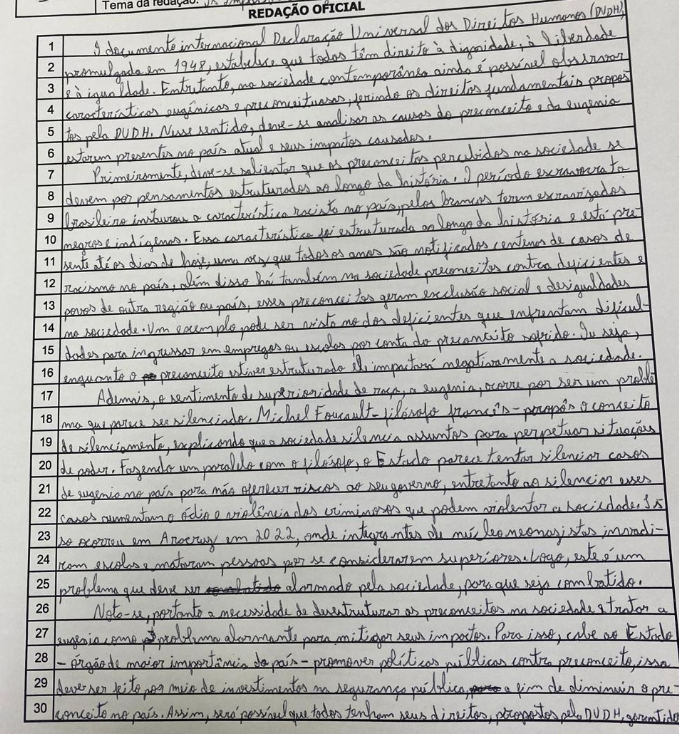 Tema da redação:
REDAÇÃO OFICIAL
1 O documento internacional Declaração Universal dos Direitos Humanos (DUDH),
2 promulgada em 1948, estabelece que todos têm direito à dignidade, à liberdade
3 e à igualdade. Entretanto, na sociedade contemporânea ainda é possível observar
4 características eugênicas e preconceituosas, ferindo os direitos fundamentais propos
5 tos pela DUDH. Nesse sentido, deve-se analisar as causas do preconceito e da eugenia
6 estarem presentes no país atual e seus impactos causados.
7 Primeiramente, deve-se salientar que os preconceitos percebidos na sociedade se
8 devem por pensamentos estruturados ao longo da história. O período escravocrata
9 brasileiro instaurou a característica racista no país, pelos brancos terem escravizados
10 negros e indígenas. Essa característica foi estruturada ao longo da história e está pre-
11 sente até os dias de hoje, uma vez que todos os anos são notificados centenas de casos de
12 racismo no país, além disso há também na sociedade preconceitos contra deficientes e
13 povos de outra região ou país, esses preconceitos geram exclusão social e desigualdades
14 na sociedade. Um exemplo pode ser visto no dos deficientes que enfrentam dificul-
15 dades para ingressar em empregos ou escolas por conta do preconceito sofrido. Ou seja,
16 enquanto o preconceito estiver estruturado ele impactará negativamente a sociedade.
17 Ademais, o sentimento de superioridade de raça, a eugenia, ocorre por ser um proble
18 ma que parece ser silenciado. Michel Foucault - filósofo francês - propôs o conceito
19 de silenciamento, explicando que a sociedade silencia assuntos para perpetuar situações
20 de poder. Fazendo um paralelo com o filósofo, o Estado parece tentar silenciar casos
21 de eugenia no país para não oferecer riscos ao seu governo, entretanto ao silenciar esses
22 casos aumentam o ódio e violência dos criminosos que podem violentar a sociedade. Is
23 so ocorreu em Aracruz em 2022, onde integrantes de núcleo neonazistas invadi-
24 ram escolas e mataram pessoas por se considerarem superiores. Logo, este é um
25 problema que deve ser alarmado pela sociedade, para que seja combatido.
26 Nota-se, portanto a necessidade de desestruturar os preconceitos na sociedade e tratar a
27 eugenia como problema alarmante para mitigar seus impactos. Para isso, cabe ao Estado
28 - órgão de maior importância do país - promover políticas públicas contra preconceito, isso
29 dever ser feito por meio de investimentos na segurança pública, a fim de diminuir o pre-
30 conceito no país. Assim, será possível que todos tenham seus direitos, propostos pela DUDH, garantidos